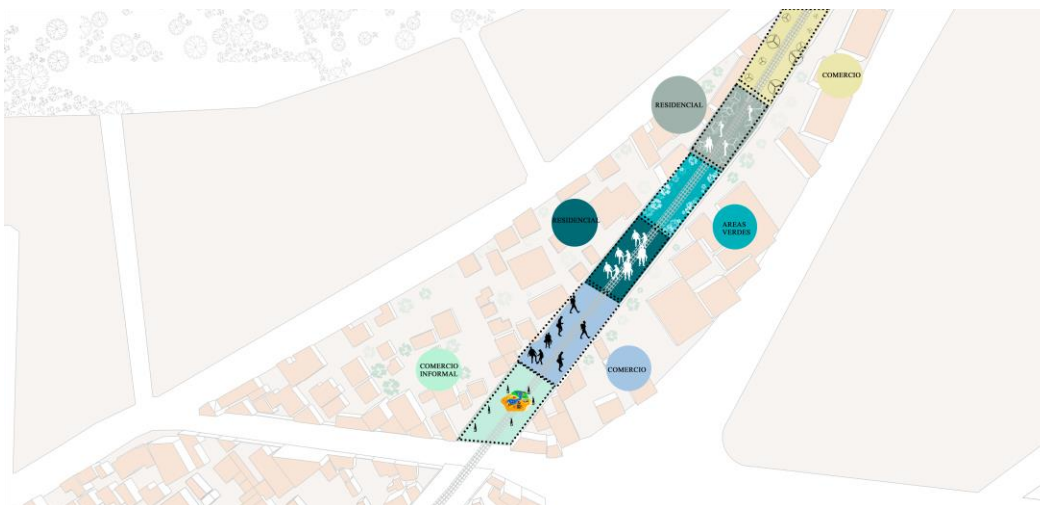 COMERCIO
RESIDENCIAL
RESIDENCIAL
AREAS
VERDES
COMERCIO
INFORMAL
COMERCIO